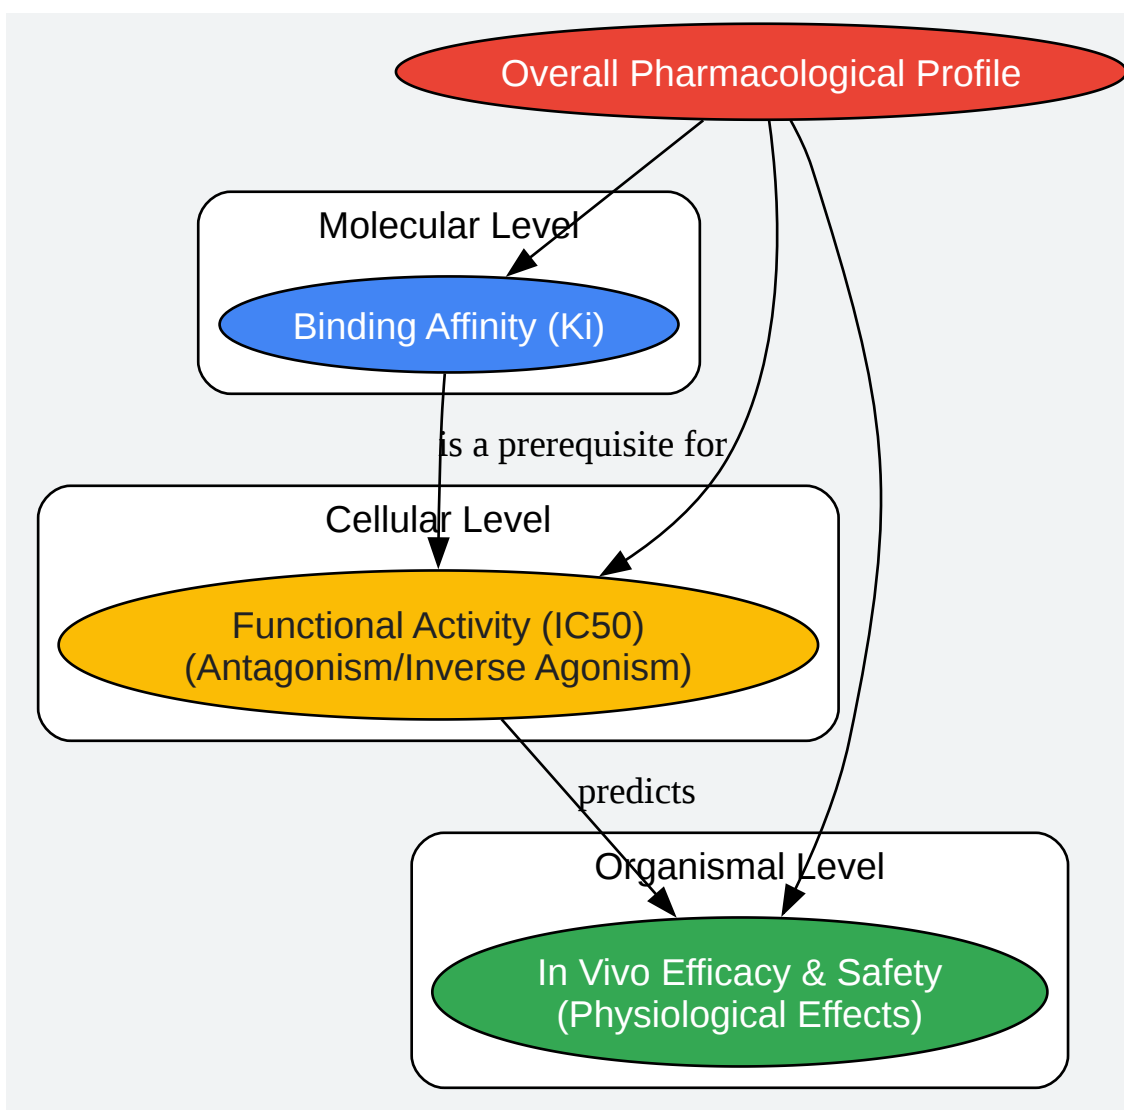 Overall Pharmacological Profile
Molecular Level
Binding Affinity (Ki)
is a prerequisite for
Cellular Level
Functional Activity (IC50)
(Antagonism/Inverse Agonism)
predicts
Organismal Level
In Vivo Efficacy & Safety
(Physiological Effects)